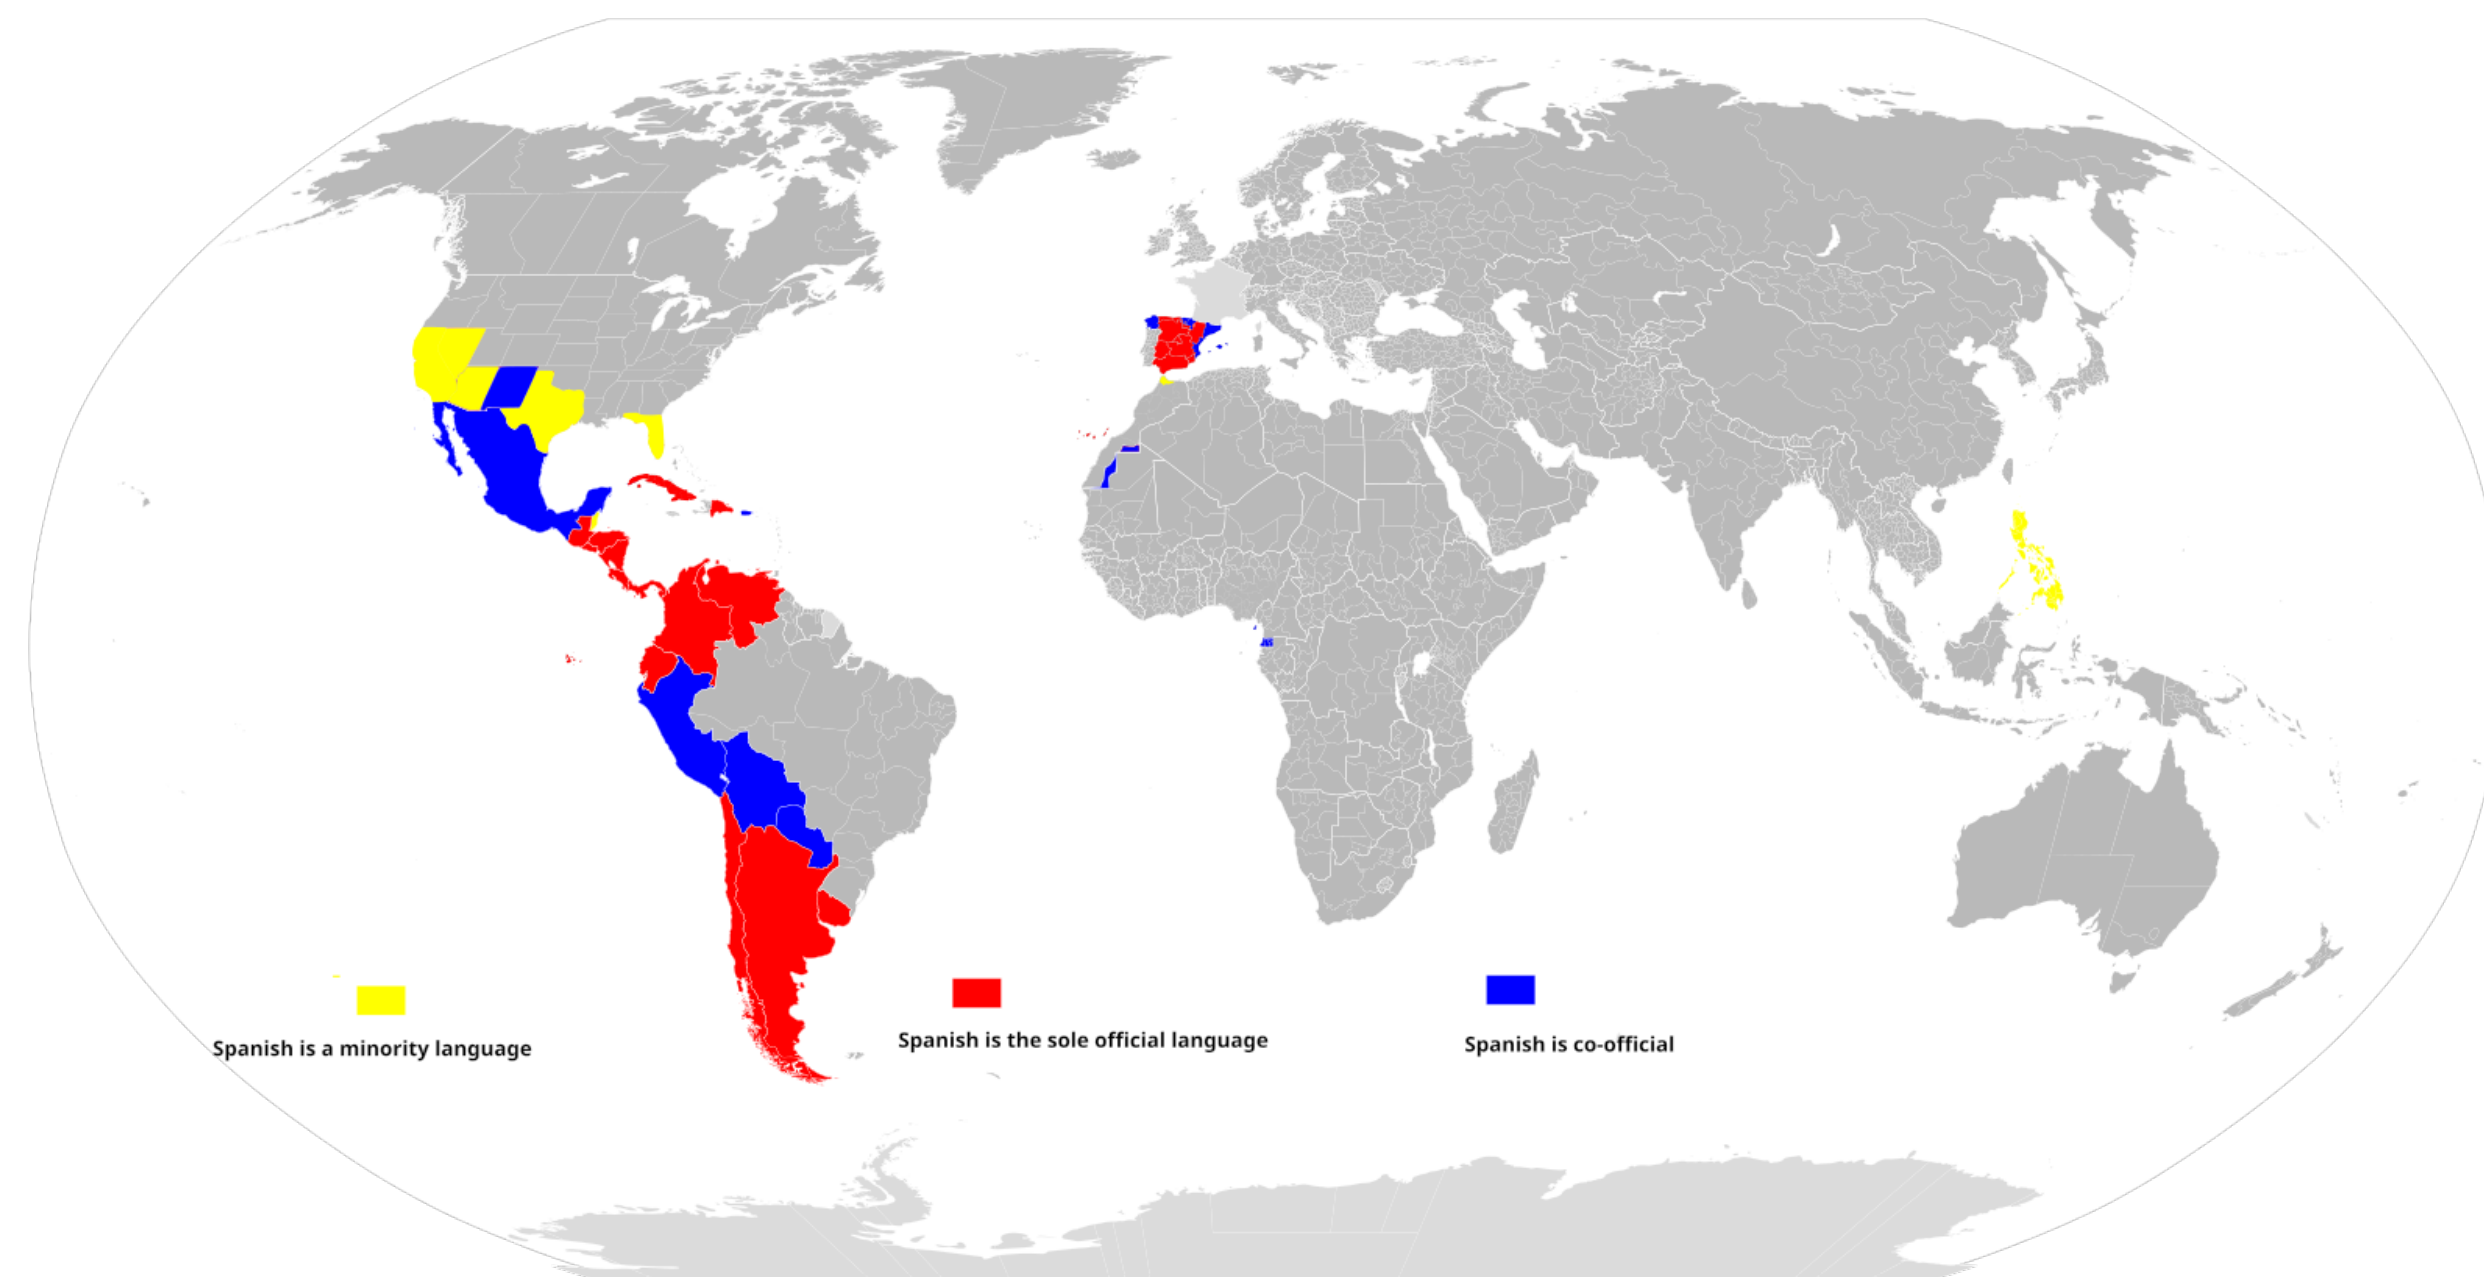 Spanish is a minority language
Spanish is the sole official language
Spanish is co-official